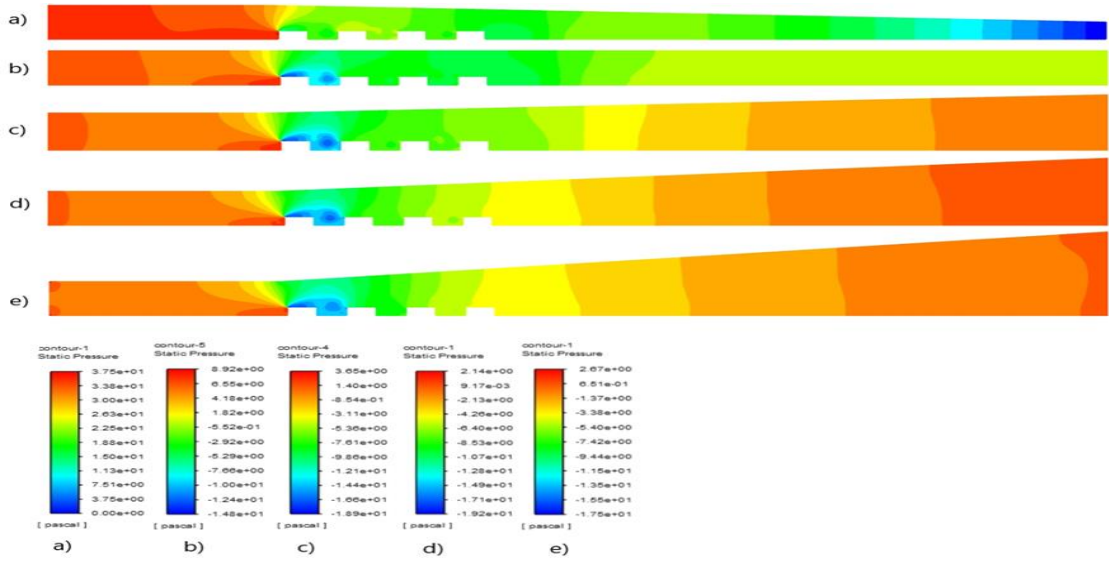 a)
b)
c)
d)
e)
contour-1
Static Pressure
3.75e+01
3.38e+01
3.00e+01
2.63e+01
2.25e+01
1.88e+01
1.50e+01
1.13e+01
7.51e+00
3.75e+00
0.00e+00
[ pascal ]
a)
contour-5
Static Pressure
8.92e+00
6.55e+00
4.18e+00
1.82e+00
-5.52e-01
-2.92e+00
-5.29e+00
-7.66e+00
-1.00e+01
-1.24e+01
-1.48e+01
[ pascal ]
b)
contour-4
Static Pressure
3.65e+00
1.40e+00
-8.54e-01
-3.11e+00
-5.36e+00
-7.61e+00
-9.86e+00
-1.21e+01
-1.44e+01
-1.66e+01
-1.89e+01
[ pascal ]
c)
contour-1
Static Pressure
2.14e+00
9.17e-03
-2.13e+00
-4.26e+00
-6.40e+00
-8.53e+00
-1.07e+01
-1.28e+01
-1.49e+01
-1.71e+01
-1.92e+01
[ pascal ]
d)
contour-1
Static Pressure
2.67e+00
6.51e-01
-1.37e+00
-3.38e+00
-5.40e+00
-7.42e+00
-9.44e+00
-1.15e+01
-1.35e+01
-1.55e+01
-1.75e+01
[ pascal ]
e)